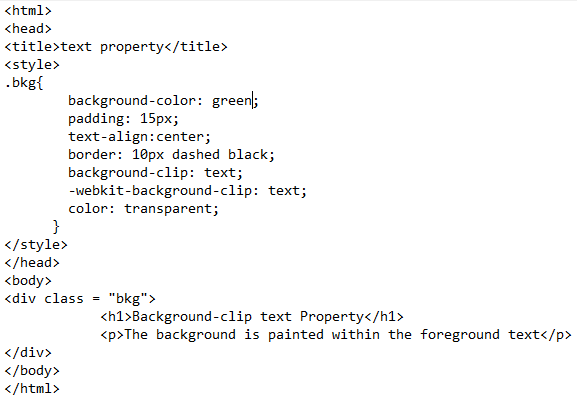 <html>
<head>
<title>text property</title>
<style>
.bkg{
        background-color: green;
        padding: 15px;
        text-align:center;
        border: 10px dashed black;
        background-clip: text;
        -webkit-background-clip: text;
        color: transparent;
      }
</style>
</head>
<body>
<div class = "bkg">
            <h1>Background-clip text Property</h1>
            <p>The background is painted within the foreground text</p>
</div>
</body>
</html>